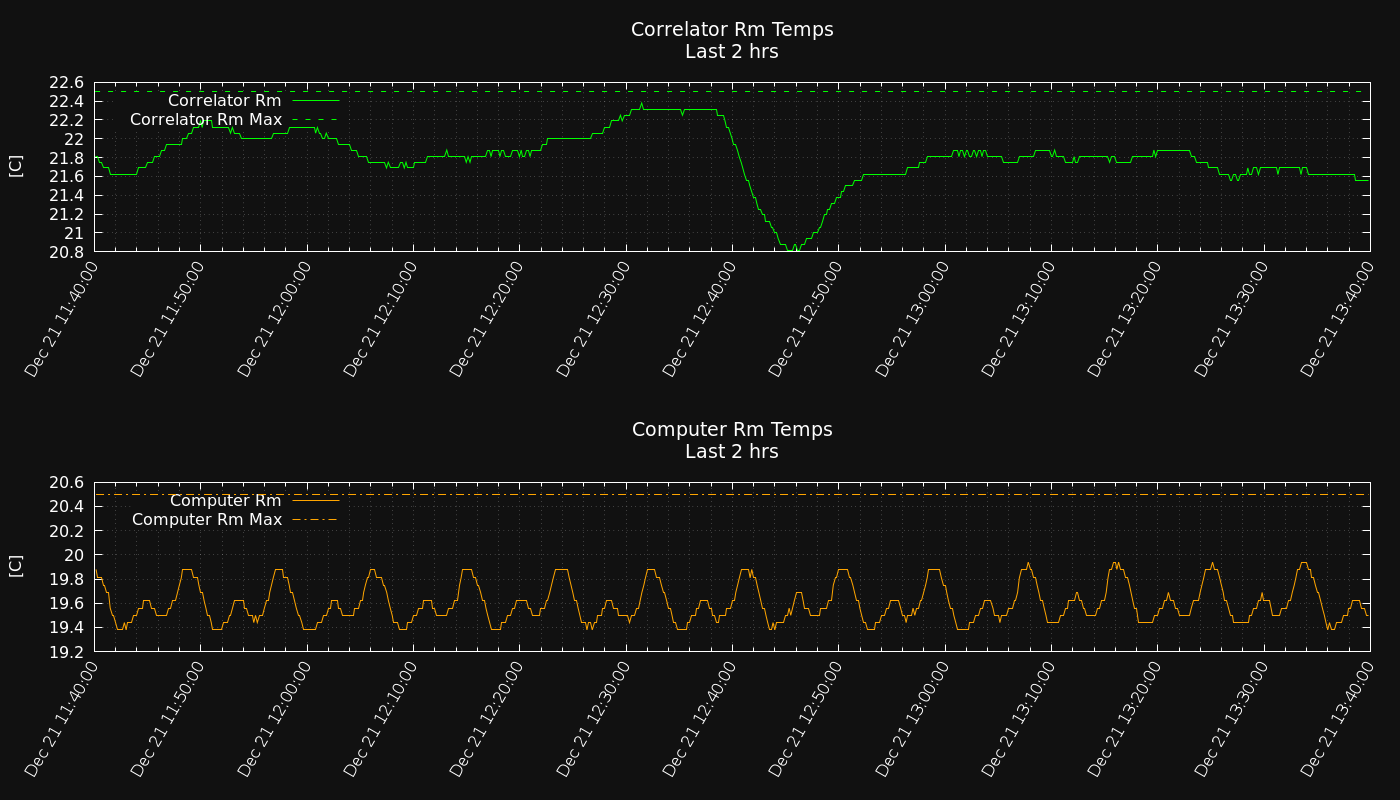 Correlator Rm Temps
Last 2 hrs
22.6
22.4
22.2
22
21.8
21.6
21.4
21.2
21
20.8
[C]
Correlator Rm
Correlator Rm Max
Dec 21 11:40:00
Dec 21 11:50:00
Dec 21 12:00:00
Dec 21 12:10:00
Dec 21 12:20:00
Dec 21 12:30:00
Dec 21 12:40:00
Dec 21 12:50:00
Dec 21 13:00:00
Dec 21 13:10:00
Dec 21 13:20:00
Dec 21 13:30:00
Dec 21 13:40:00
Computer Rm Temps
Last 2 hrs
20.6
20.4
20.2
20
19.8
19.6
19.4
19.2
[C]
Computer Rm
Computer Rm Max
Dec 21 11:40:00
Dec 21 11:50:00
Dec 21 12:00:00
Dec 21 12:10:00
Dec 21 12:20:00
Dec 21 12:30:00
Dec 21 12:40:00
Dec 21 12:50:00
Dec 21 13:00:00
Dec 21 13:10:00
Dec 21 13:20:00
Dec 21 13:30:00
Dec 21 13:40:00